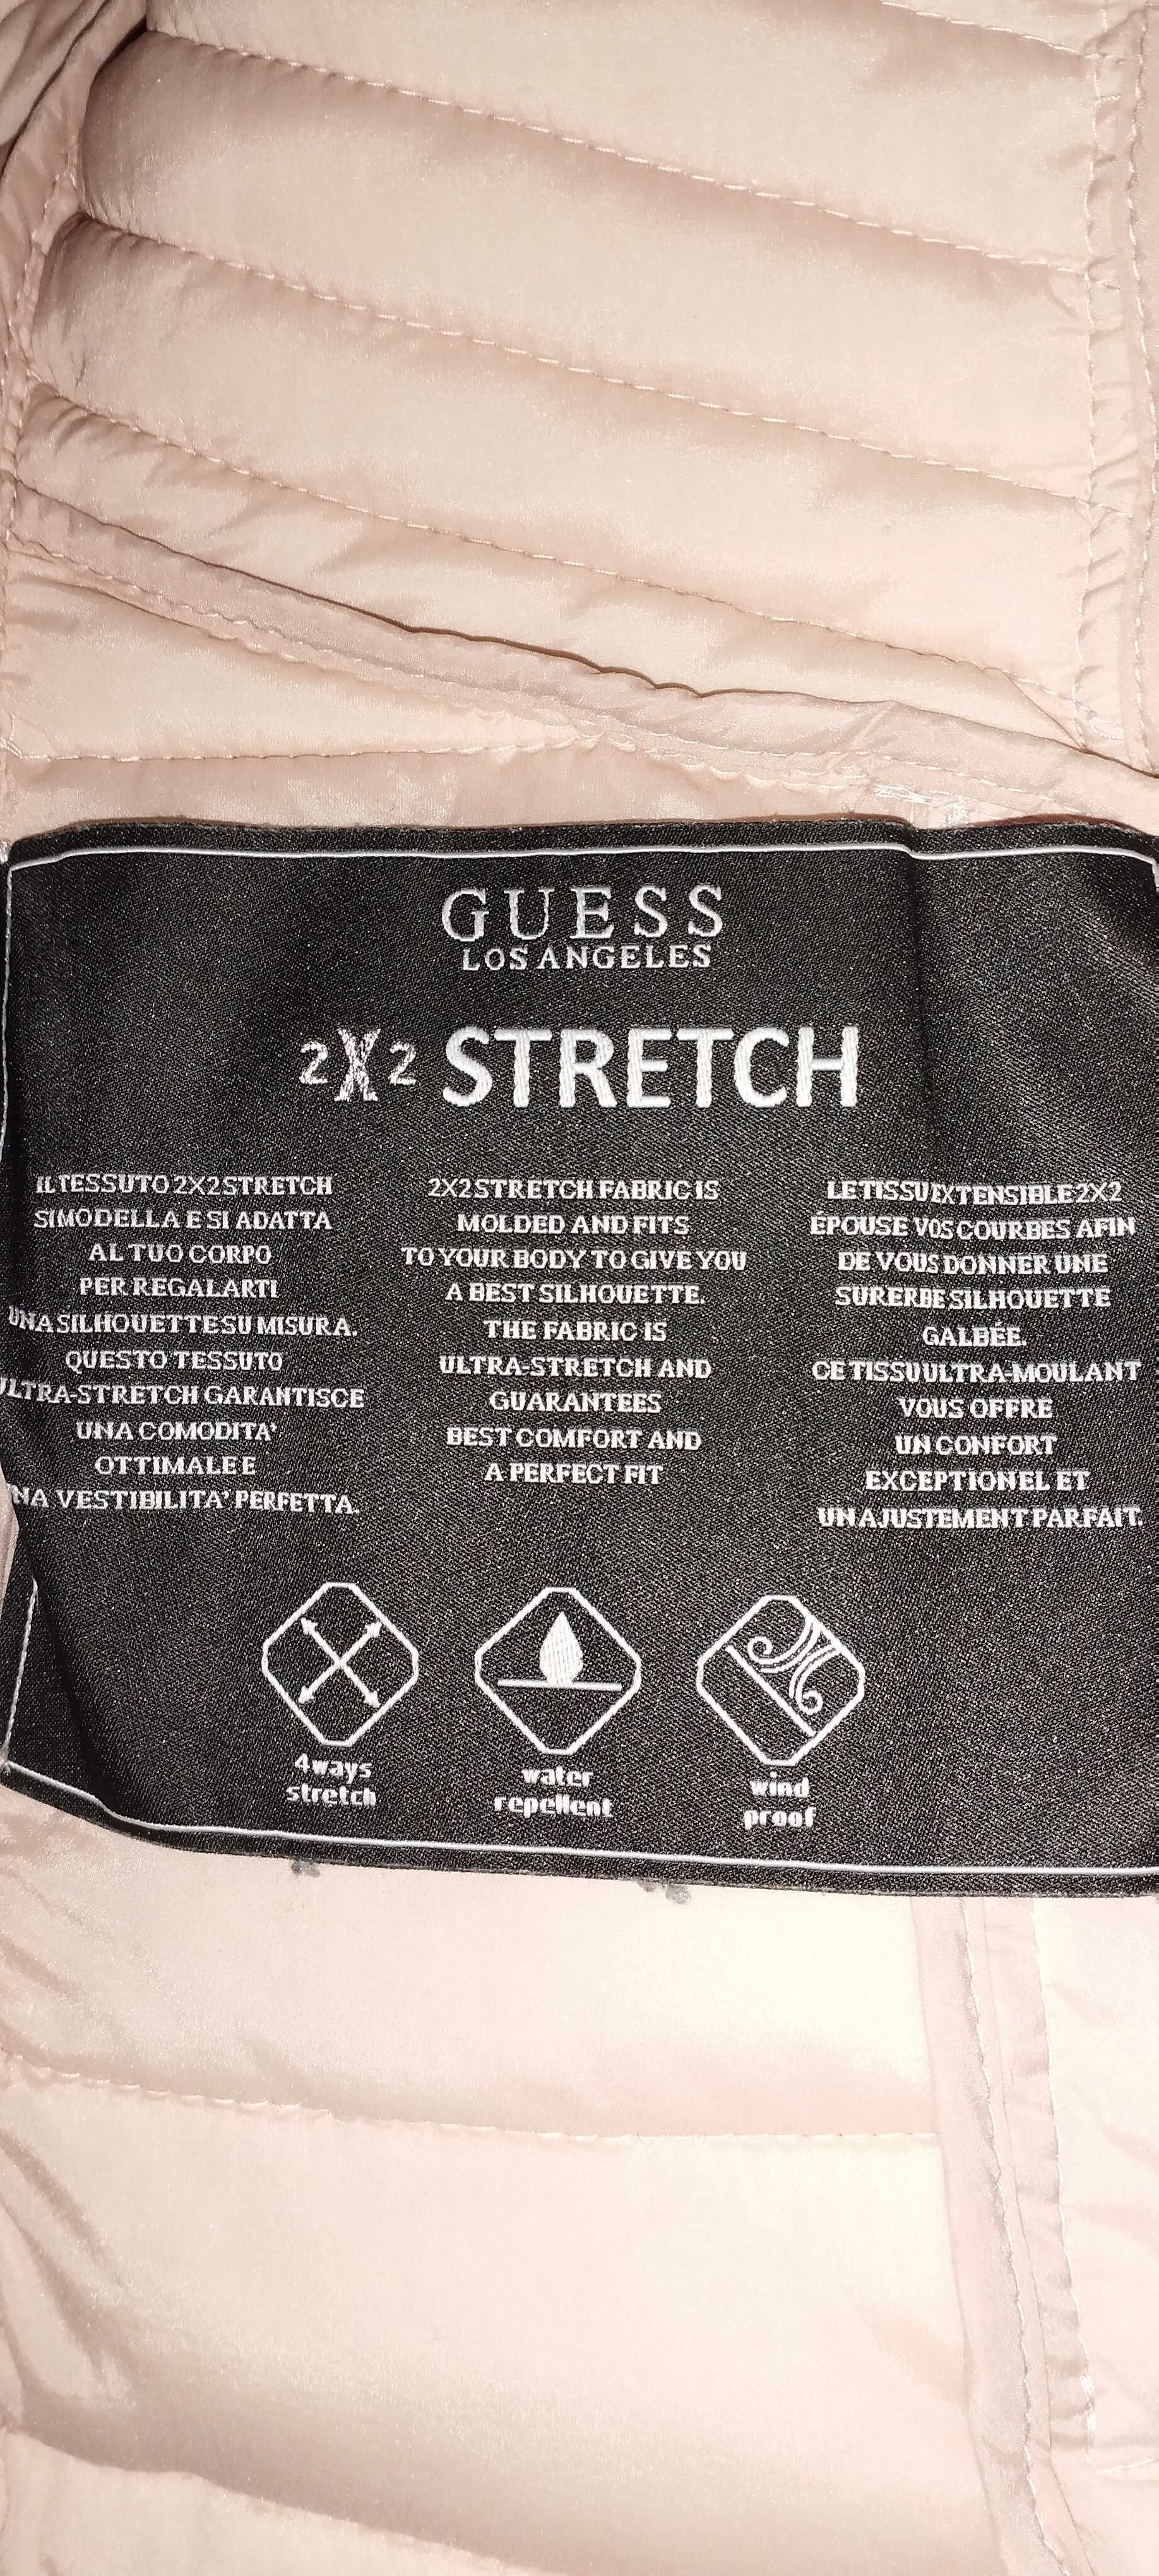 GUESS
LOS ANGELES
2X2 STRETCH
IL TESSUTO 2X2 STRETCH
SI MODELLA E SI ADATTA
AL TUO CORPO
PER REGALARTI
UNA SILHOUETTE SU MISURA.
QUESTO TESSUTO
ULTRA-STRETCH GARANTISCE
UNA COMODITA'
OTTIMALE E
NA VESTIBILITA' PERFETTA.
2X2 STRETCH FABRIC IS
MOLDED AND FITS
TO YOUR BODY TO GIVE YOU
A BEST SILHOUETTE.
THE FABRIC IS
ULTRA-STRETCH AND
GUARANTEES
BEST COMFORT AND
A PERFECT FIT
LE TISSU EXTENSIBLE 2X2
ÉPOUSE VOS COURBES AFIN
DE VOUS DONNER UNE
SURERBE SILHOUETTE
GALBÉE.
CE TISSU ULTRA-MOULANT
VOUS OFFRE
UN CONFORT
EXCEPTIONEL ET
UN AJUSTEMENT PARFAIT.
4ways
stretch
water
repellent
wind
proof